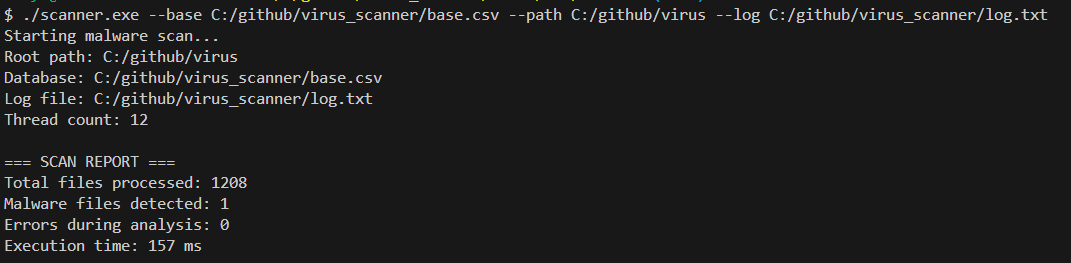 $ ./scanner.exe --base C:/github/virus_scanner/base.csv --path C:/github/virus --log C:/github/virus_scanner/log.txt
Starting malware scan...
Root path: C:/github/virus
Database: C:/github/virus_scanner/base.csv
Log file: C:/github/virus_scanner/log.txt
Thread count: 12

=== SCAN REPORT ===
Total files processed: 1208
Malware files detected: 1
Errors during analysis: 0
Execution time: 157 ms